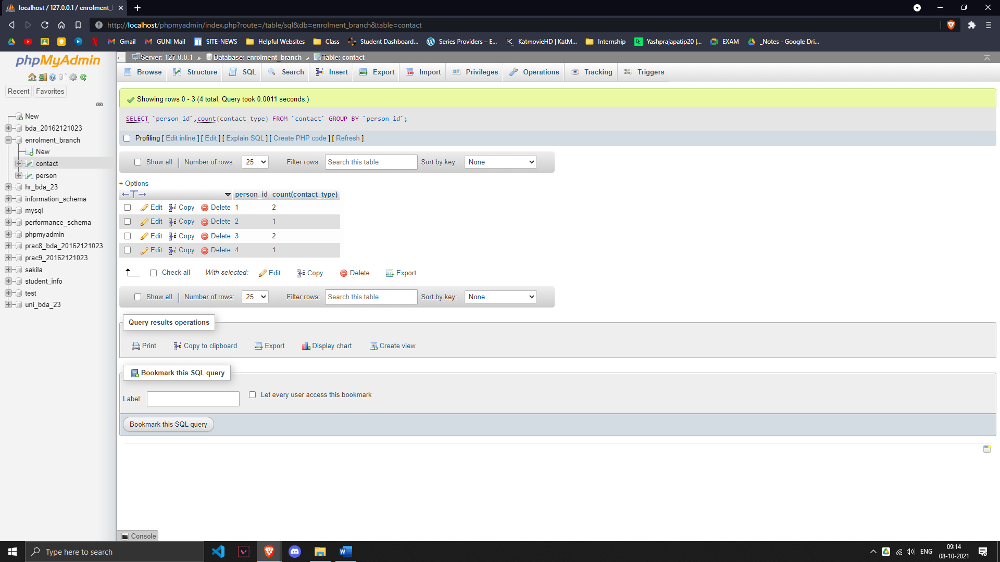 localhost / 127.0.0.1 / enrolment_
http://localhost/phpmyadmin/index.php?route=/table/sql&db=enrolment_branch&table=contact
Gmail GUNI Mail SITE-NEWS Helpful Websites Class Student Dashboard... Series Providers – E... KatmovieHD | KatM... Internship Yashprajapatip20 |... EXAM _Notes - Google Dri...
phpMyAdmin
Recent Favorites
New
bda_20162121023
enrolment_branch
New
contact
person
hr_bda_23
information_schema
mysql
performance_schema
phpmyadmin
prac8_bda_20162121023
prac9_20162121023
sakila
student_info
test
uni_bda_23
Server: 127.0.0.1 » Database: enrolment_branch » Table: contact
Browse Structure SQL Search Insert Export Import Privileges Operations Tracking Triggers
Showing rows 0 - 3 (4 total, Query took 0.0011 seconds.)
SELECT `person_id`,count(contact_type) FROM `contact` GROUP BY `person_id`;
Profiling [ Edit inline ] [ Edit ] [ Explain SQL ] [ Create PHP code ] [ Refresh ]
Show all | Number of rows: 25 Filter rows: Search this table Sort by key: None
+ Options
person_id count(contact_type)
Edit Copy Delete 1 2
Edit Copy Delete 2 1
Edit Copy Delete 3 2
Edit Copy Delete 4 1
Check all With selected: Edit Copy Delete Export
Show all | Number of rows: 25 Filter rows: Search this table Sort by key: None
Query results operations
Print Copy to clipboard Export Display chart Create view
Bookmark this SQL query
Label: Let every user access this bookmark
Bookmark this SQL query
Console
Type here to search
ENG
09:14
08-10-2021